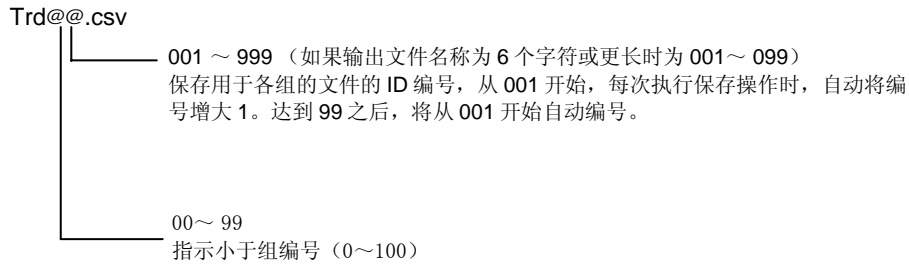 Trd@@.csv
001 ～ 999 （如果输出文件名称为 6 个字符或更长时为 001～ 099）
保存用于各组的文件的 ID 编号，从 001 开始，每次执行保存操作时，自动将编
号增大 1。达到 99 之后，将从 001 开始自动编号。
00～ 99
指示小于组编号（0～100）